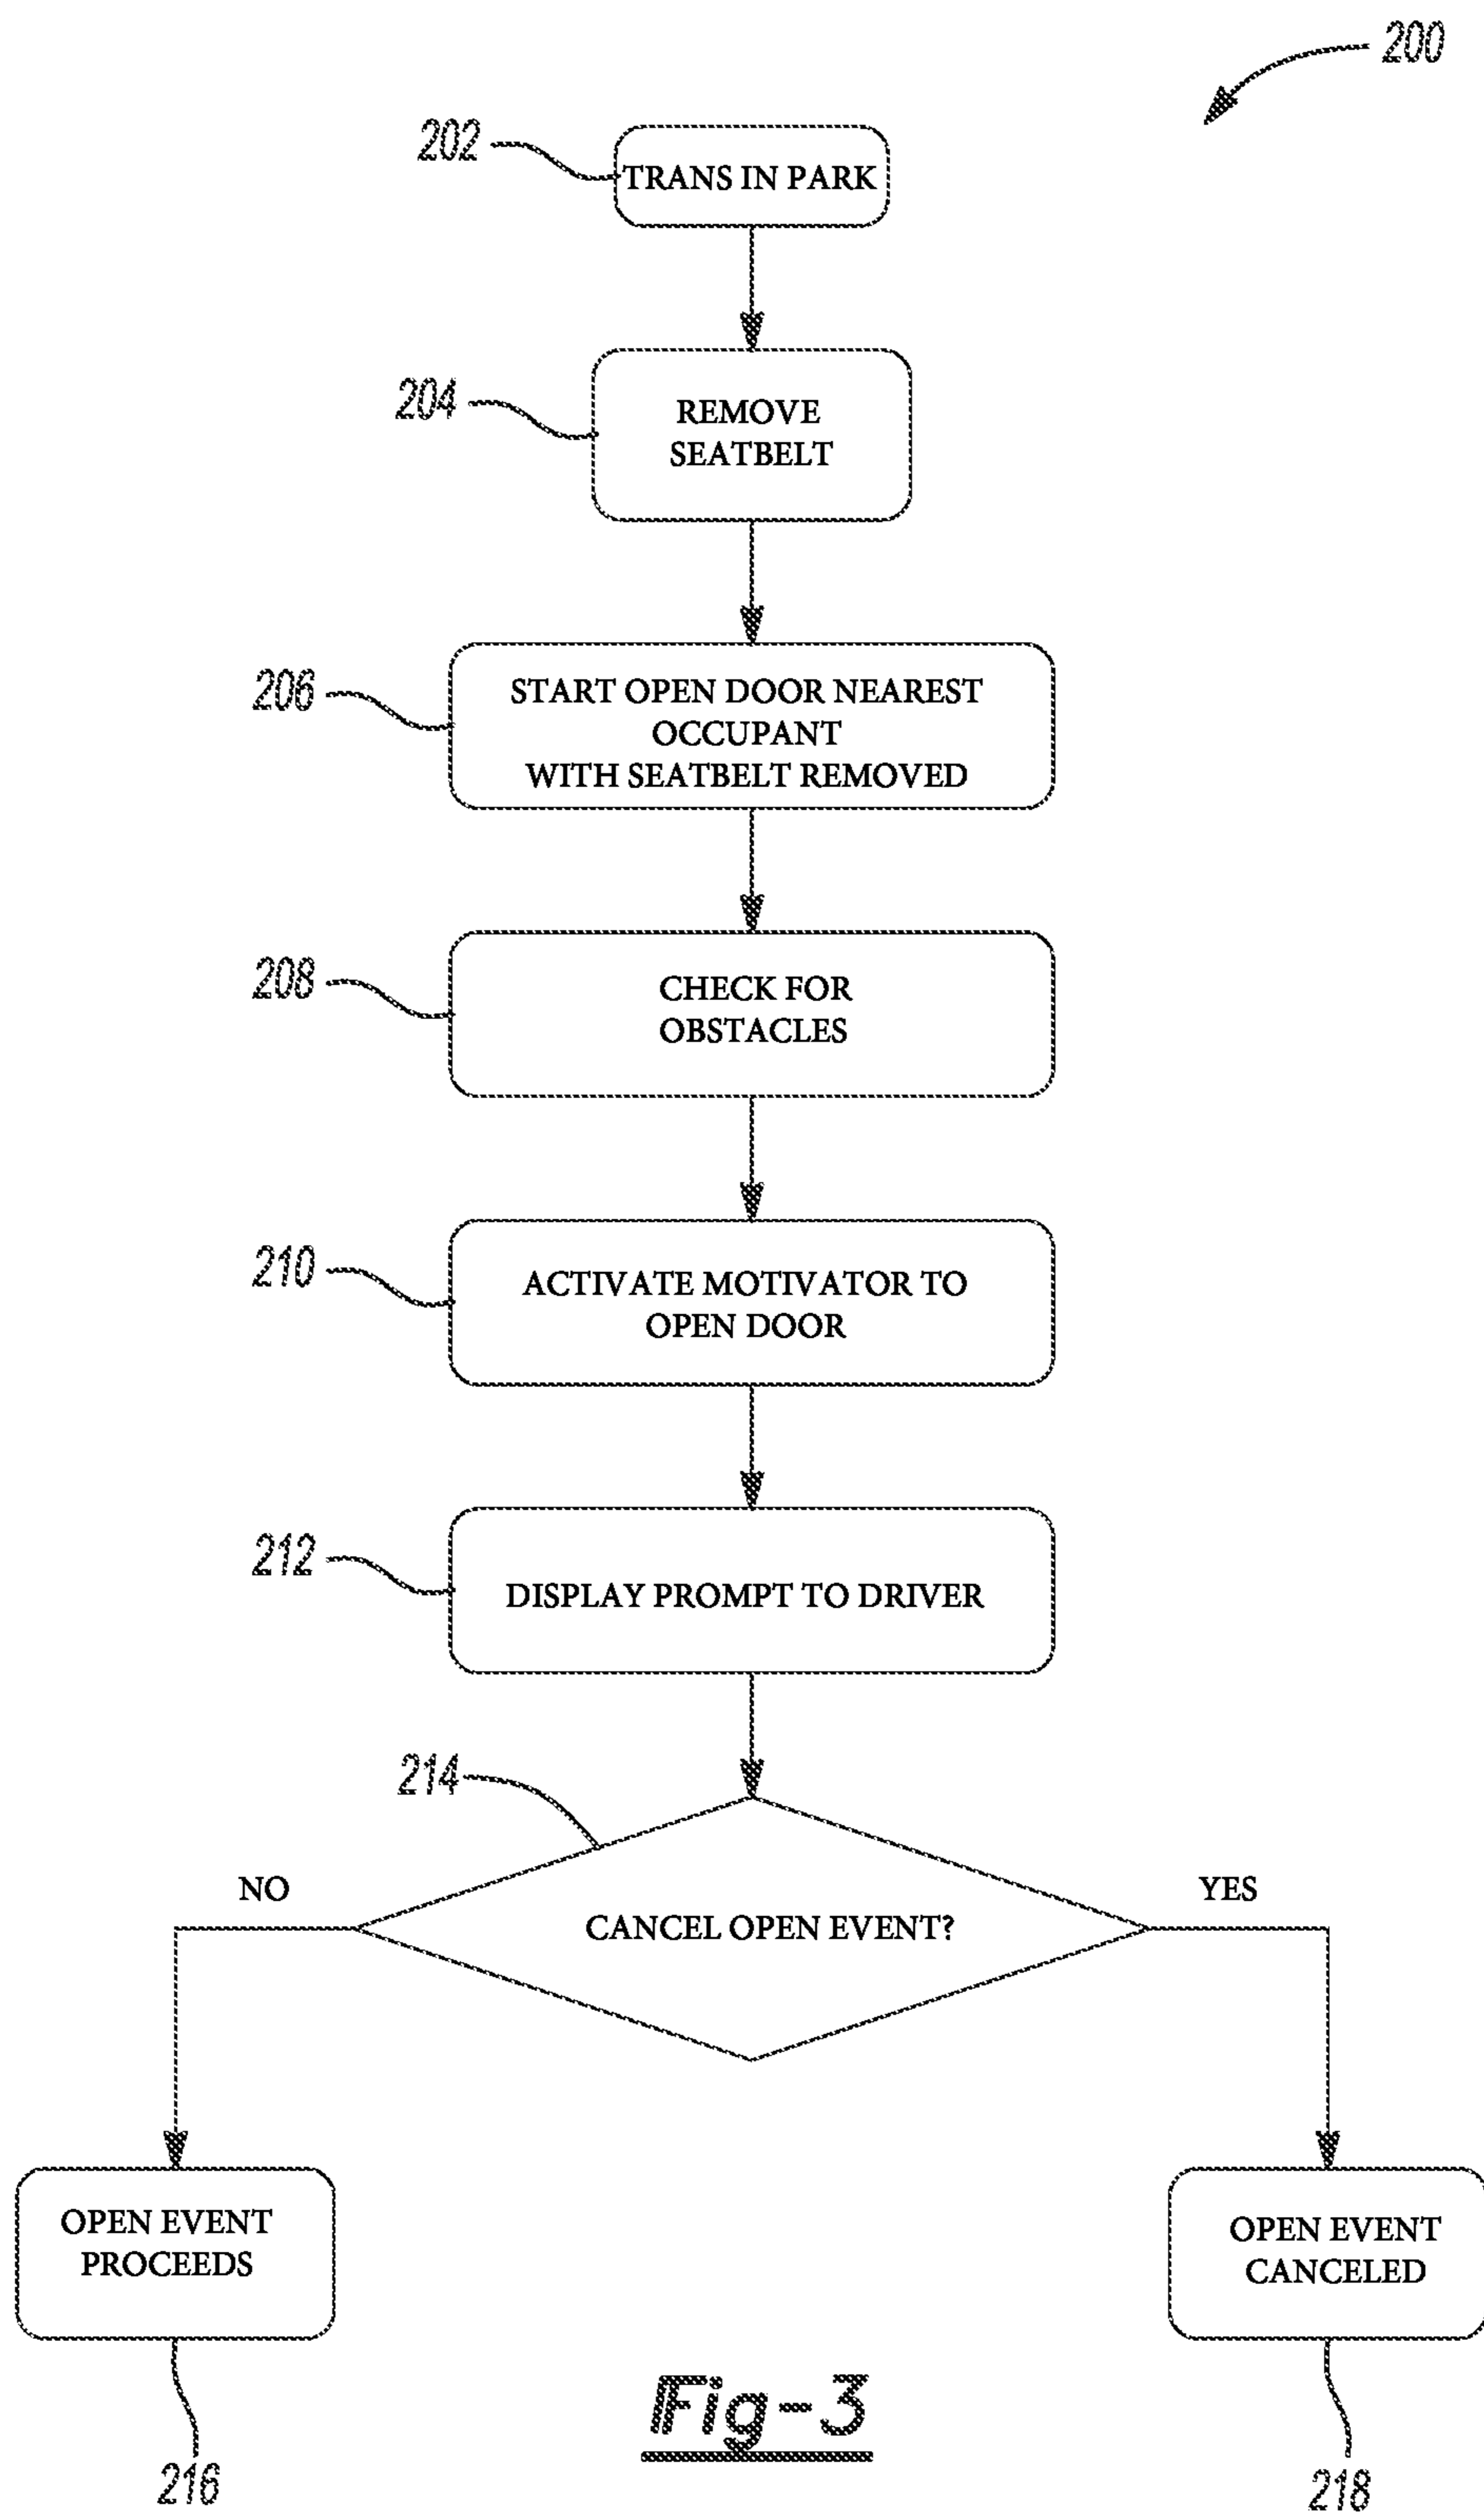 200
202
TRANS IN PARK
204
REMOVE
SEATBELT
206
START OPEN DOOR NEAREST
OCCUPANT
WITH SEATBELT REMOVED
208
CHECK FOR
OBSTACLES
210
ACTIVATE MOTIVATOR TO
OPEN DOOR
212
DISPLAY PROMPT TO DRIVER
214
NO
YES
CANCEL OPEN EVENT?
OPEN EVENT
PROCEEDS
OPEN EVENT
CANCELED
216
218
Fig-3